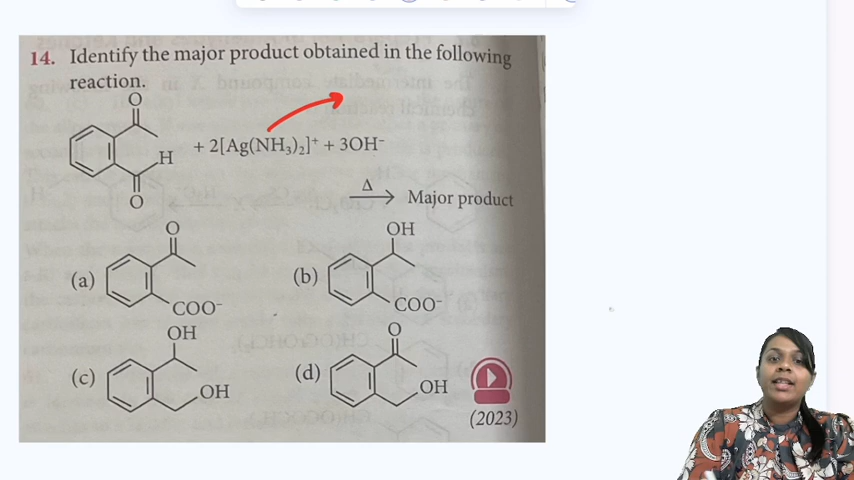 14. Identify the major product obtained in the following
reaction.
O
H
O
+ 2[Ag(NH₃)₂]⁺ + 3OH⁻
Δ
→ Major product
(a)
O
COO⁻
(b)
OH
COO⁻
(c)
OH
OH
(d)
O
OH
(2023)